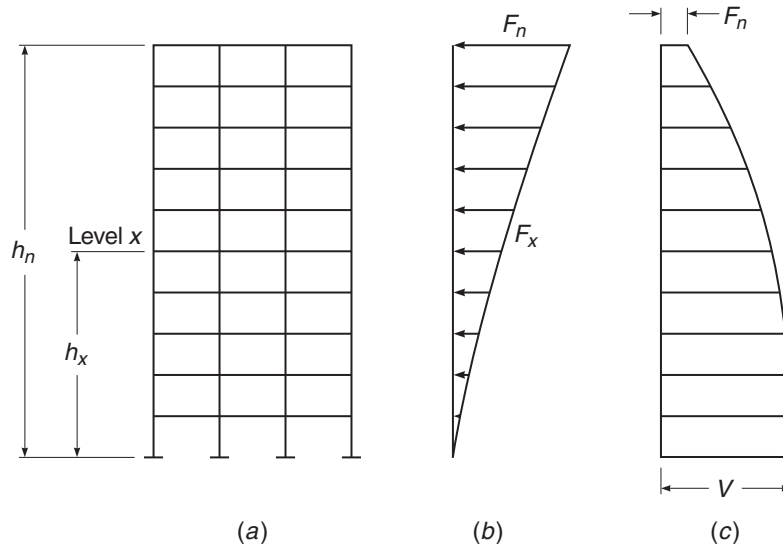 F_n
F_n
Level x
h_n
F_x
h_x
V
(a)
(b)
(c)